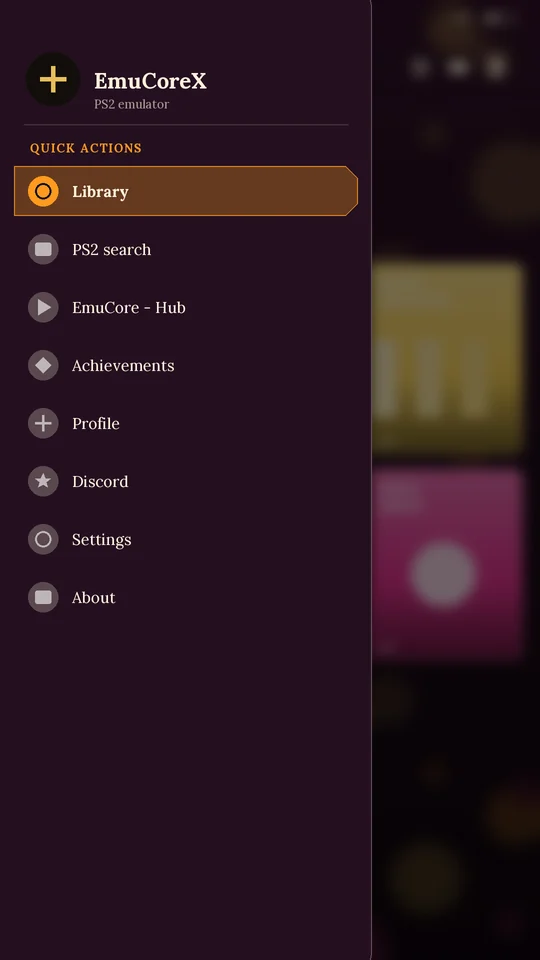 EmuCoreX
PS2 emulator
QUICK ACTIONS
Library
PS2 search
EmuCore - Hub
Achievements
Profile
Discord
Settings
About